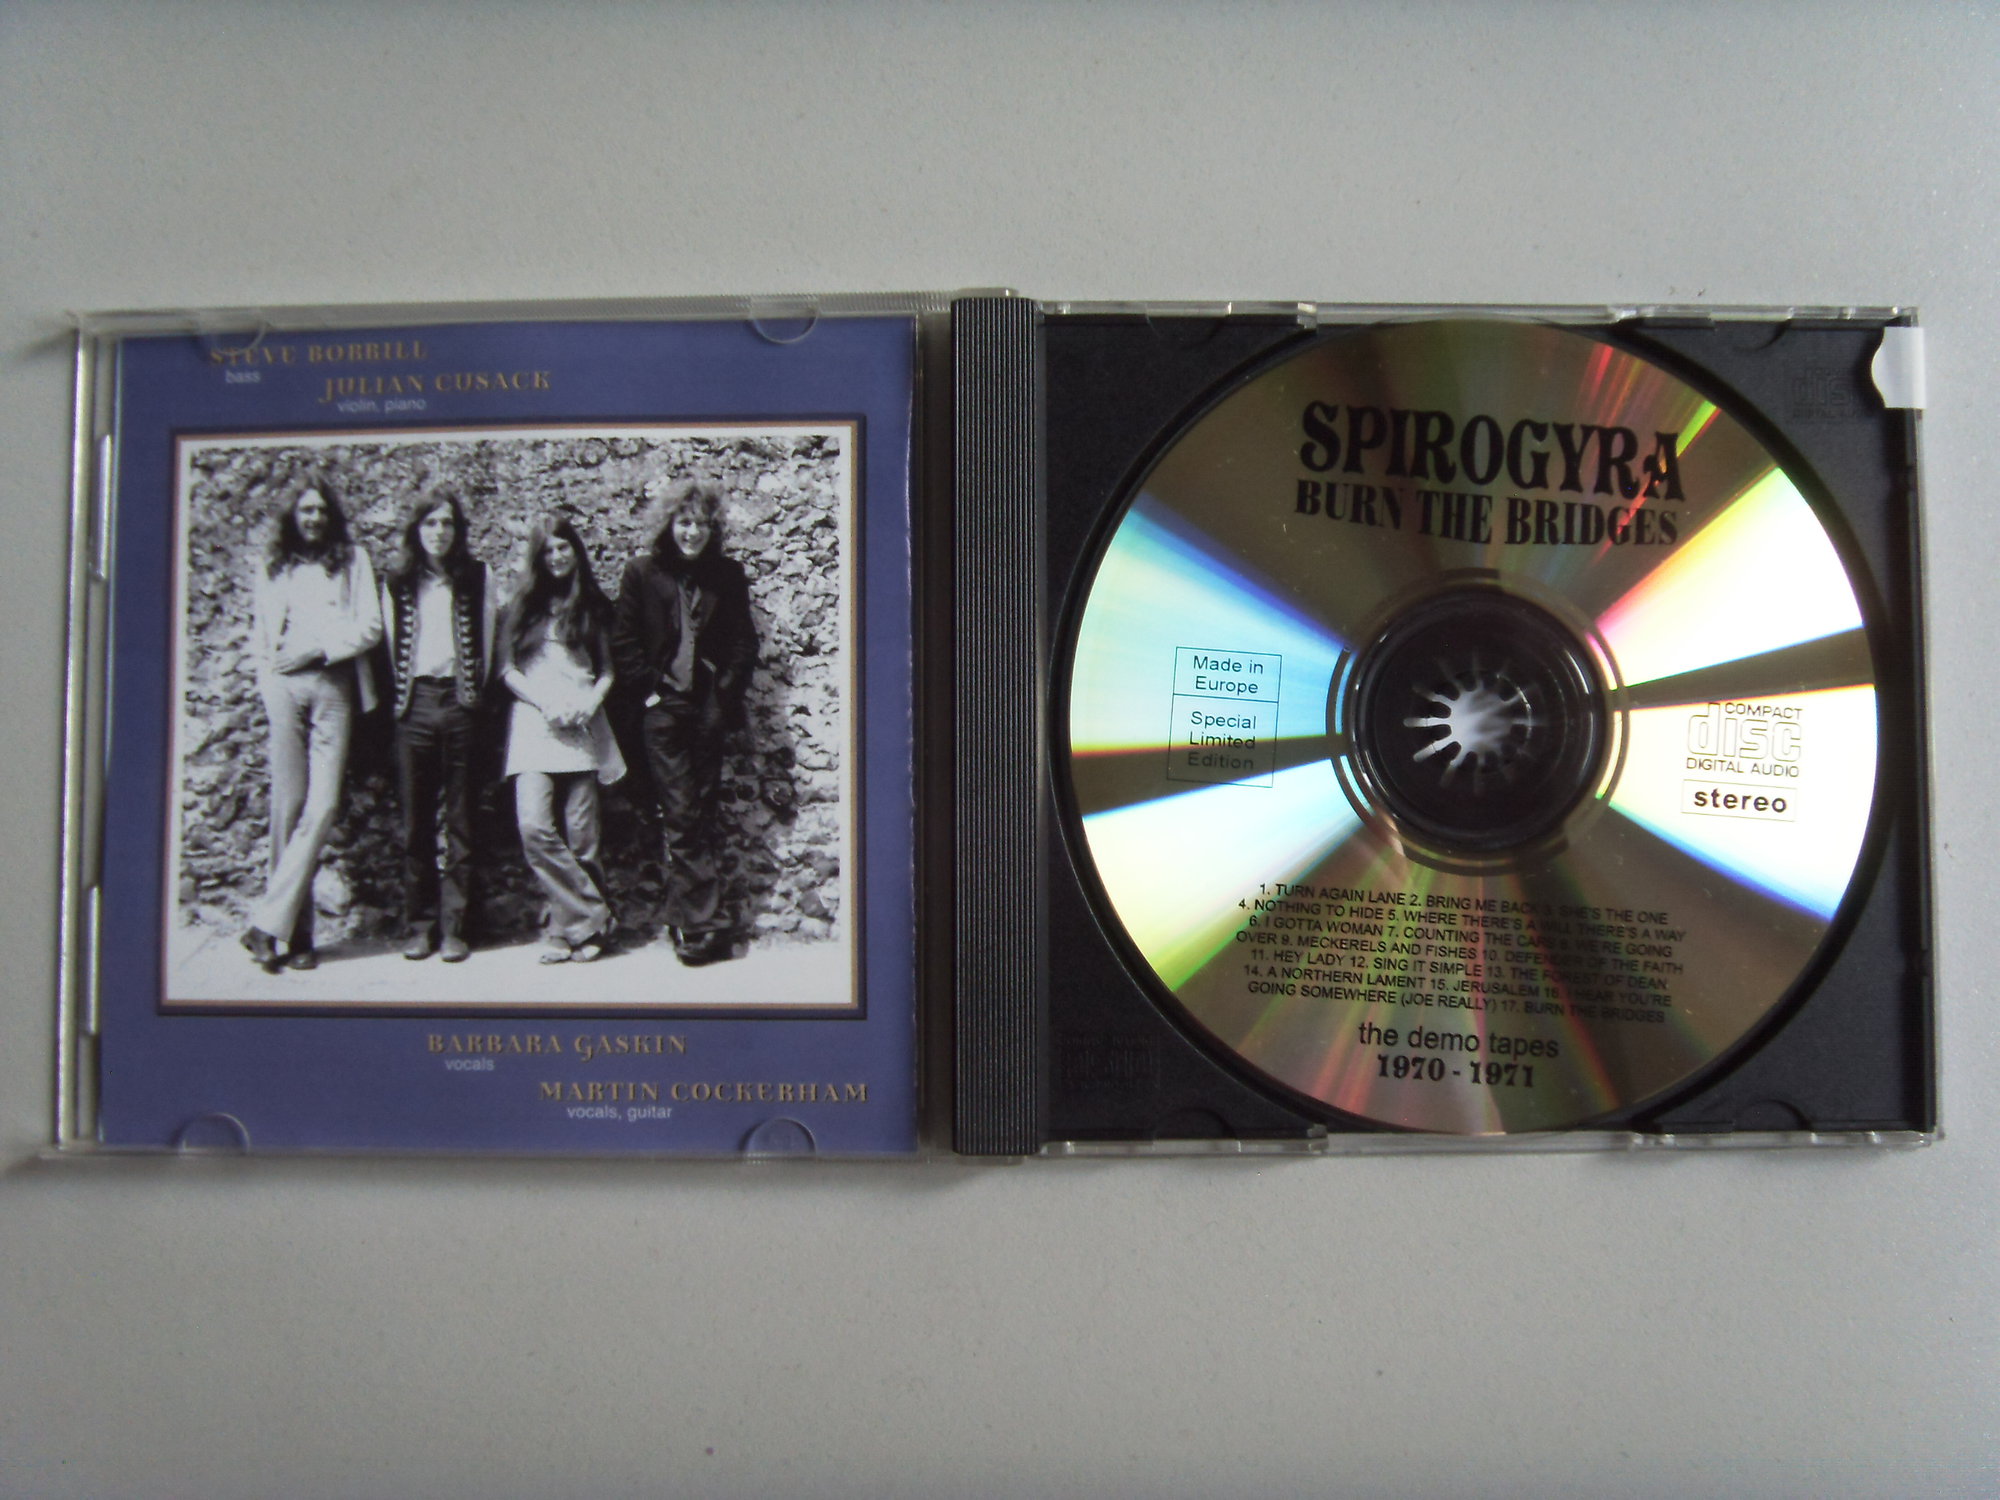 STEVE BORRILL
bass
JULIAN CUSACK
violin, piano
BARBARA GASKIN
vocals
MARTIN COCKERHAM
vocals, guitar
SPIROGYRA
BURN THE BRIDGES
Made in
Europe
Special
Limited
Edition
COMPACT
disc
DIGITAL AUDIO
stereo
1. TURN AGAIN LANE 2. BRING ME BACK 3. SHE'S THE ONE
4. NOTHING TO HIDE 5. WHERE THERE'S A WILL THERE'S A WAY
6. I GOTTA WOMAN 7. COUNTING THE CARS 8. WE'RE GOING
OVER 9. MECKERELS AND FISHES 10. DEFENDER OF THE FAITH
11. HEY LADY 12. SING IT SIMPLE 13. THE FOREST OF DEAN
14. A NORTHERN LAMENT 15. JERUSALEM 16. I HEAR YOU'RE
GOING SOMEWHERE (JOE REALLY) 17. BURN THE BRIDGES
the demo tapes
1970 - 1971